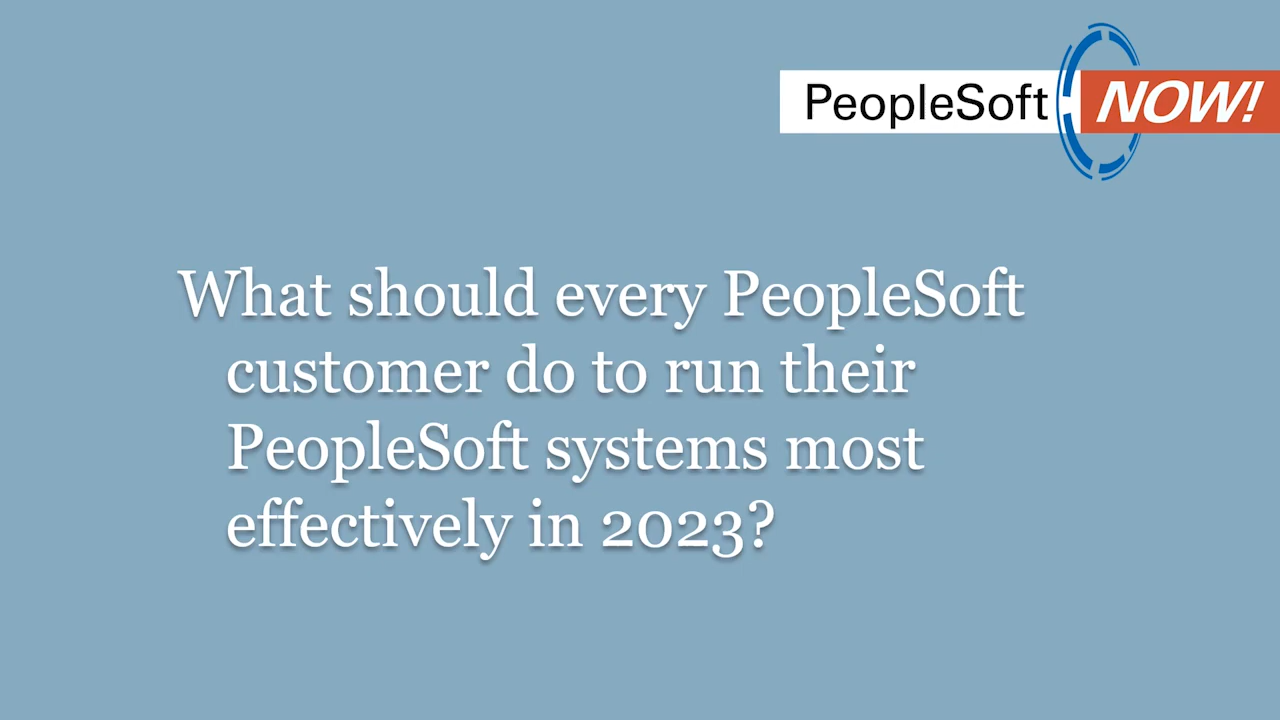 PeopleSoft NOW!
What should every PeopleSoft
customer do to run their
PeopleSoft systems most
effectively in 2023?